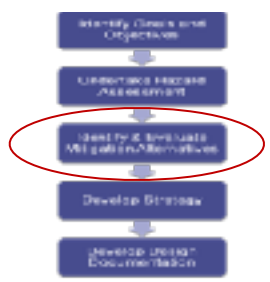 Identify Goals and
Objectives
Undertake Hazard
Assessment
Identify & Evaluate
Mitigation Alternatives
Develop Strategy
Develop Design
Documentation